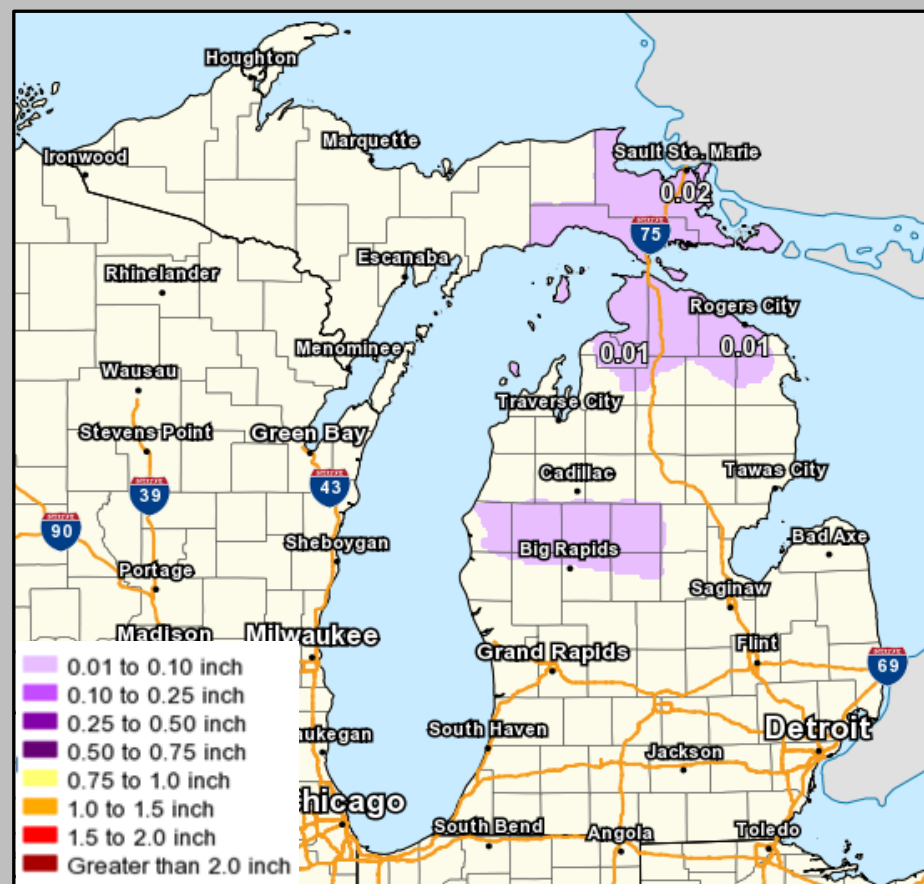 Houghton
Marquette
Ironwood
Sault Ste. Marie
0.02
75
Escanaba
Rhinelander
Rogers City
Menominee
0.01
0.01
Wausau
Traverse City
Stevens Point
Green Bay
Cadillac
Tawas City
39
43
90
Bad Axe
Sheboygan
Big Rapids
Portage
Saginaw
Madison
Milwaukee
Flint
Grand Rapids
69
0.01 to 0.10 inch
0.10 to 0.25 inch
0.25 to 0.50 inch
0.50 to 0.75 inch
0.75 to 1.0 inch
1.0 to 1.5 inch
1.5 to 2.0 inch
Greater than 2.0 inch
ukegan
South Haven
Detroit
Jackson
hicago
South Bend
Angola
Toledo